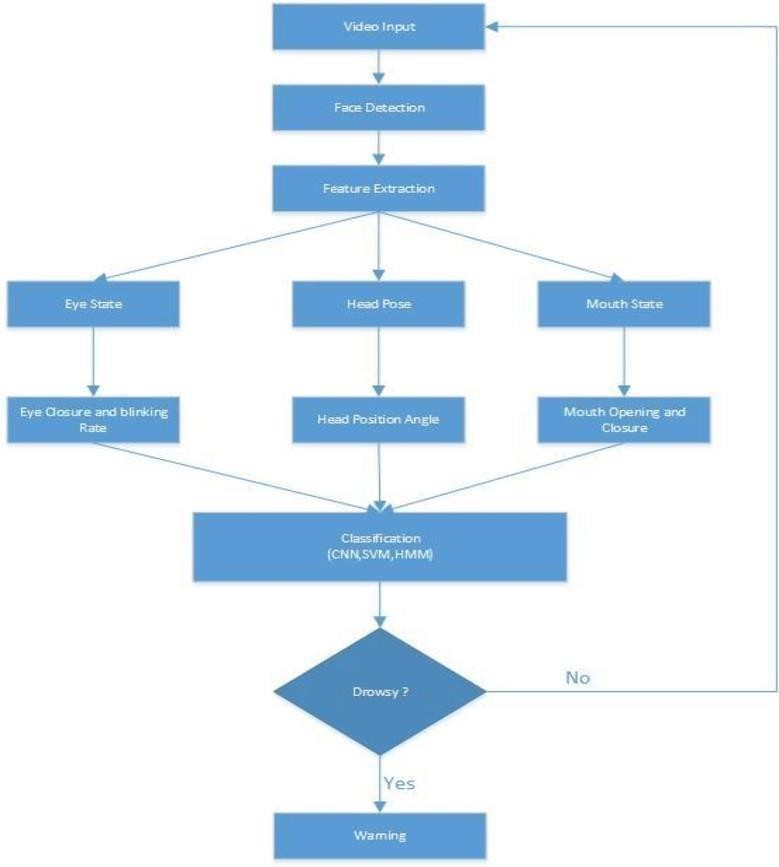 Video Input
Face Detection
Feature Extraction
Eye State
Head Pose
Mouth State
Eye Closure and blinking
Rate
Head Position Angle
Mouth Opening and
Closure
Classification
(CNN,SVM,HMM)
Drowsy ?
No
Yes
Warning